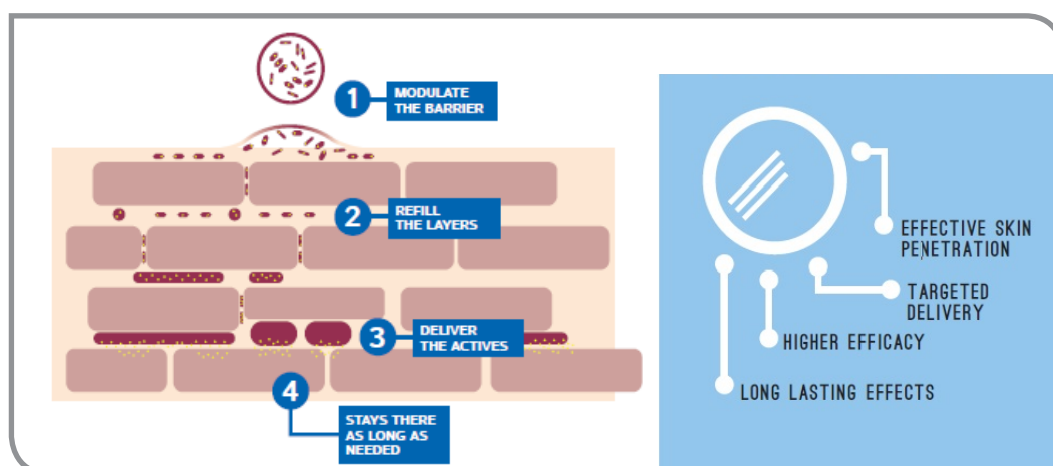 1
MODULATE
THE BARRIER
2
REFILL
THE LAYERS
3
DELIVER
THE ACTIVES
4
STAYS THERE
AS LONG AS
NEEDED
EFFECTIVE SKIN
PENETRATION
TARGETED
DELIVERY
HIGHER EFFICACY
LONG LASTING EFFECTS